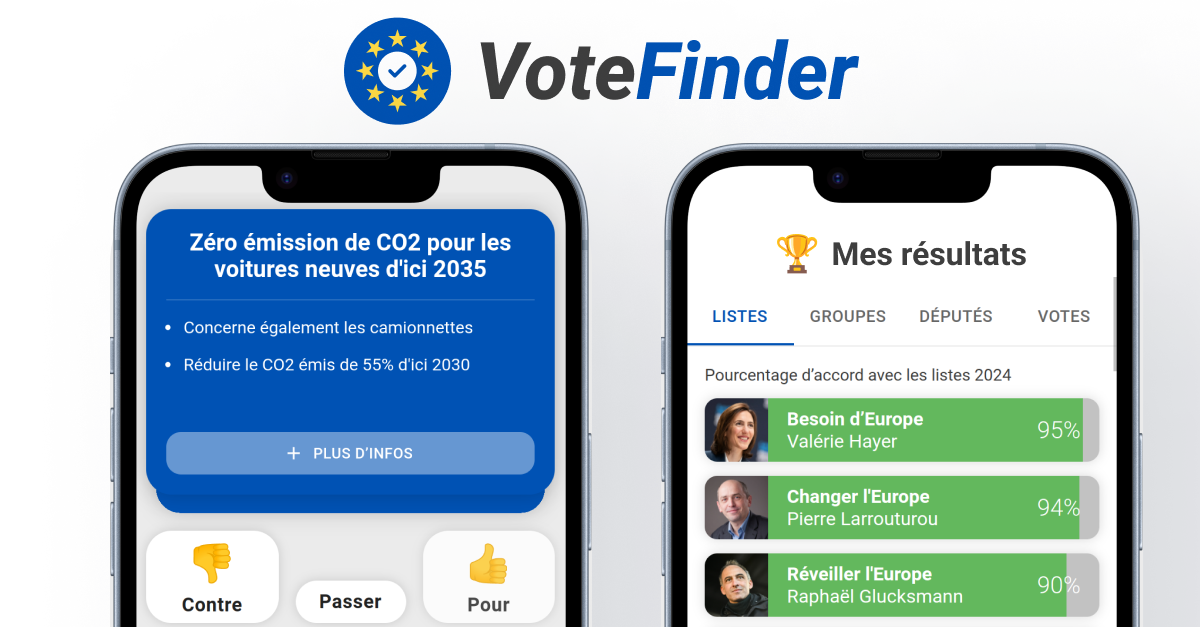 VoteFinder
Zéro émission de CO2 pour les
voitures neuves d'ici 2035
• Concerne également les camionnettes
• Réduire le CO2 émis de 55% d'ici 2030
+ PLUS D’INFOS
Contre
Passer
Pour
Mes résultats
LISTES GROUPES DÉPUTÉS VOTES
Pourcentage d’accord avec les listes 2024
Besoin d’Europe
Valérie Hayer
95%
Changer l'Europe
Pierre Larrouturou
94%
Réveiller l'Europe
Raphaël Glucksmann
90%